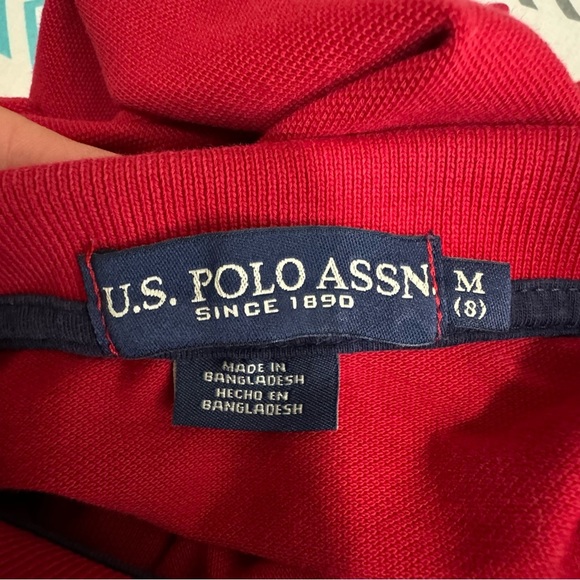 U.S. POLO ASSN.
SINCE 1890
M
(8)
MADE IN
BANGLADESH
HECHO EN
BANGLADESH